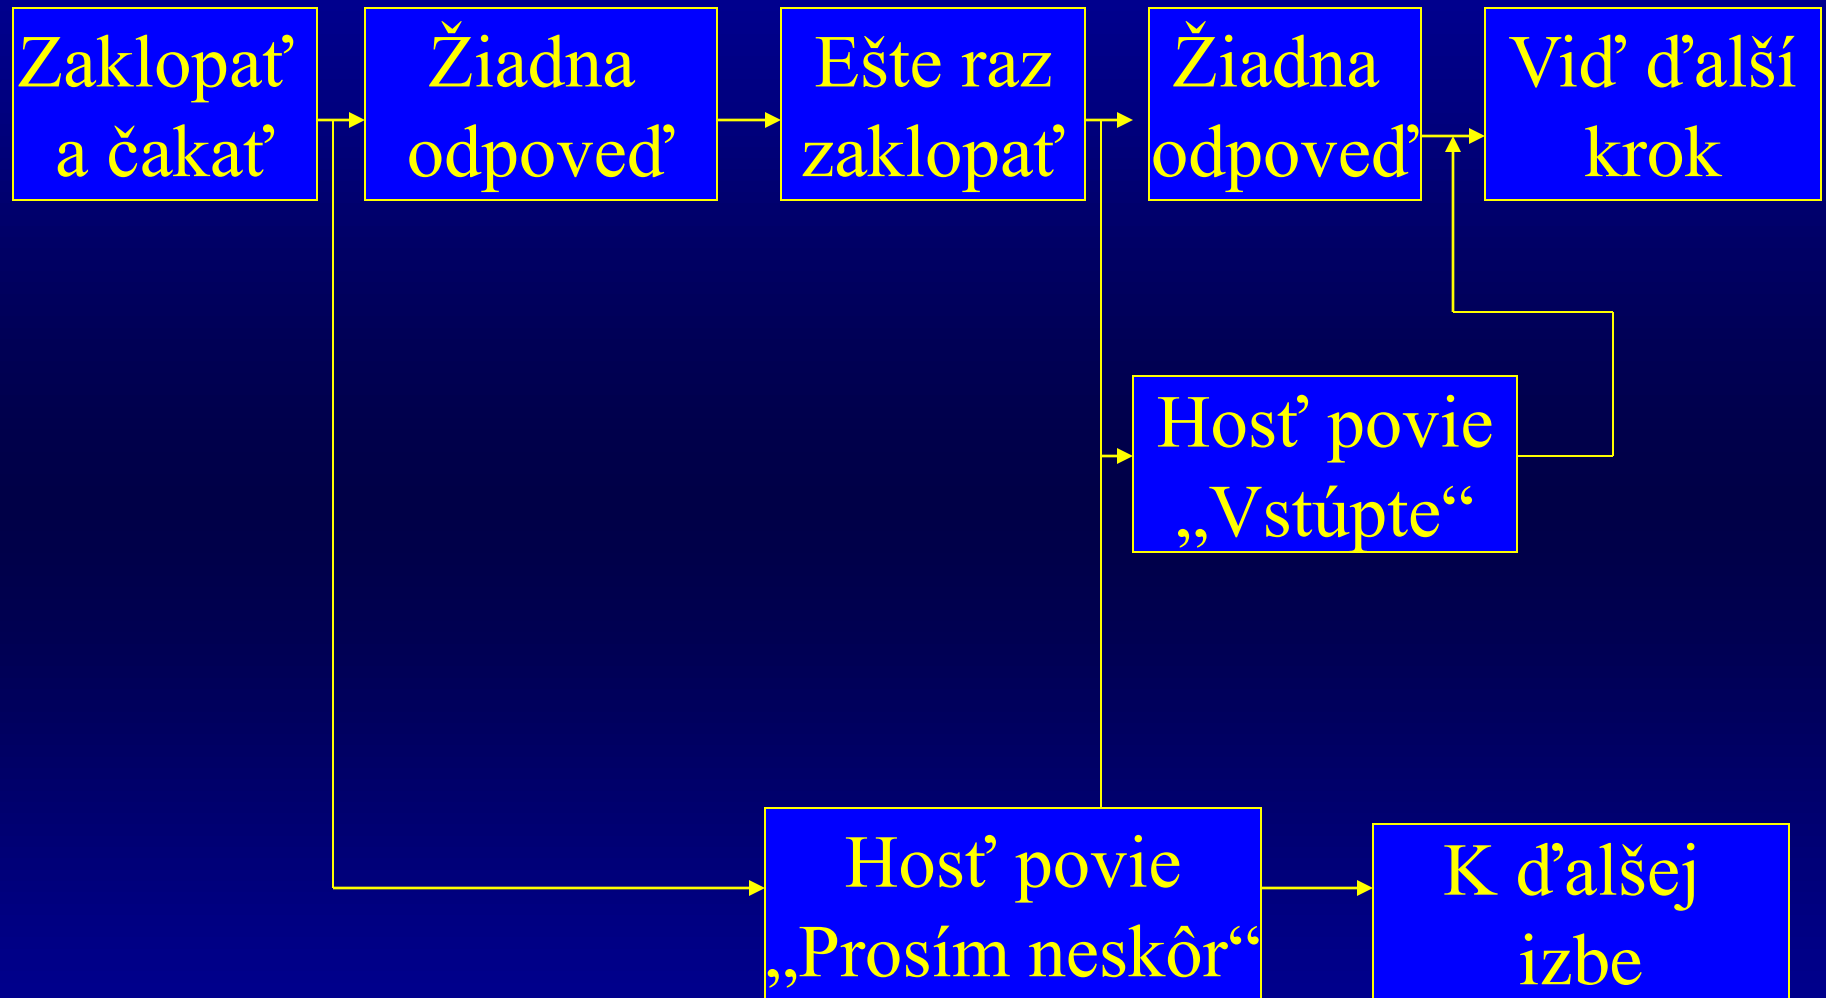 Zaklopať
a čakať
Žiadna
odpoveď
Ešte raz
zaklopať
Žiadna
odpoveď
Viď ďalší
krok
Hosť povie
„Vstúpte“
Hosť povie
„Prosím neskôr“
K ďalšej
izbe